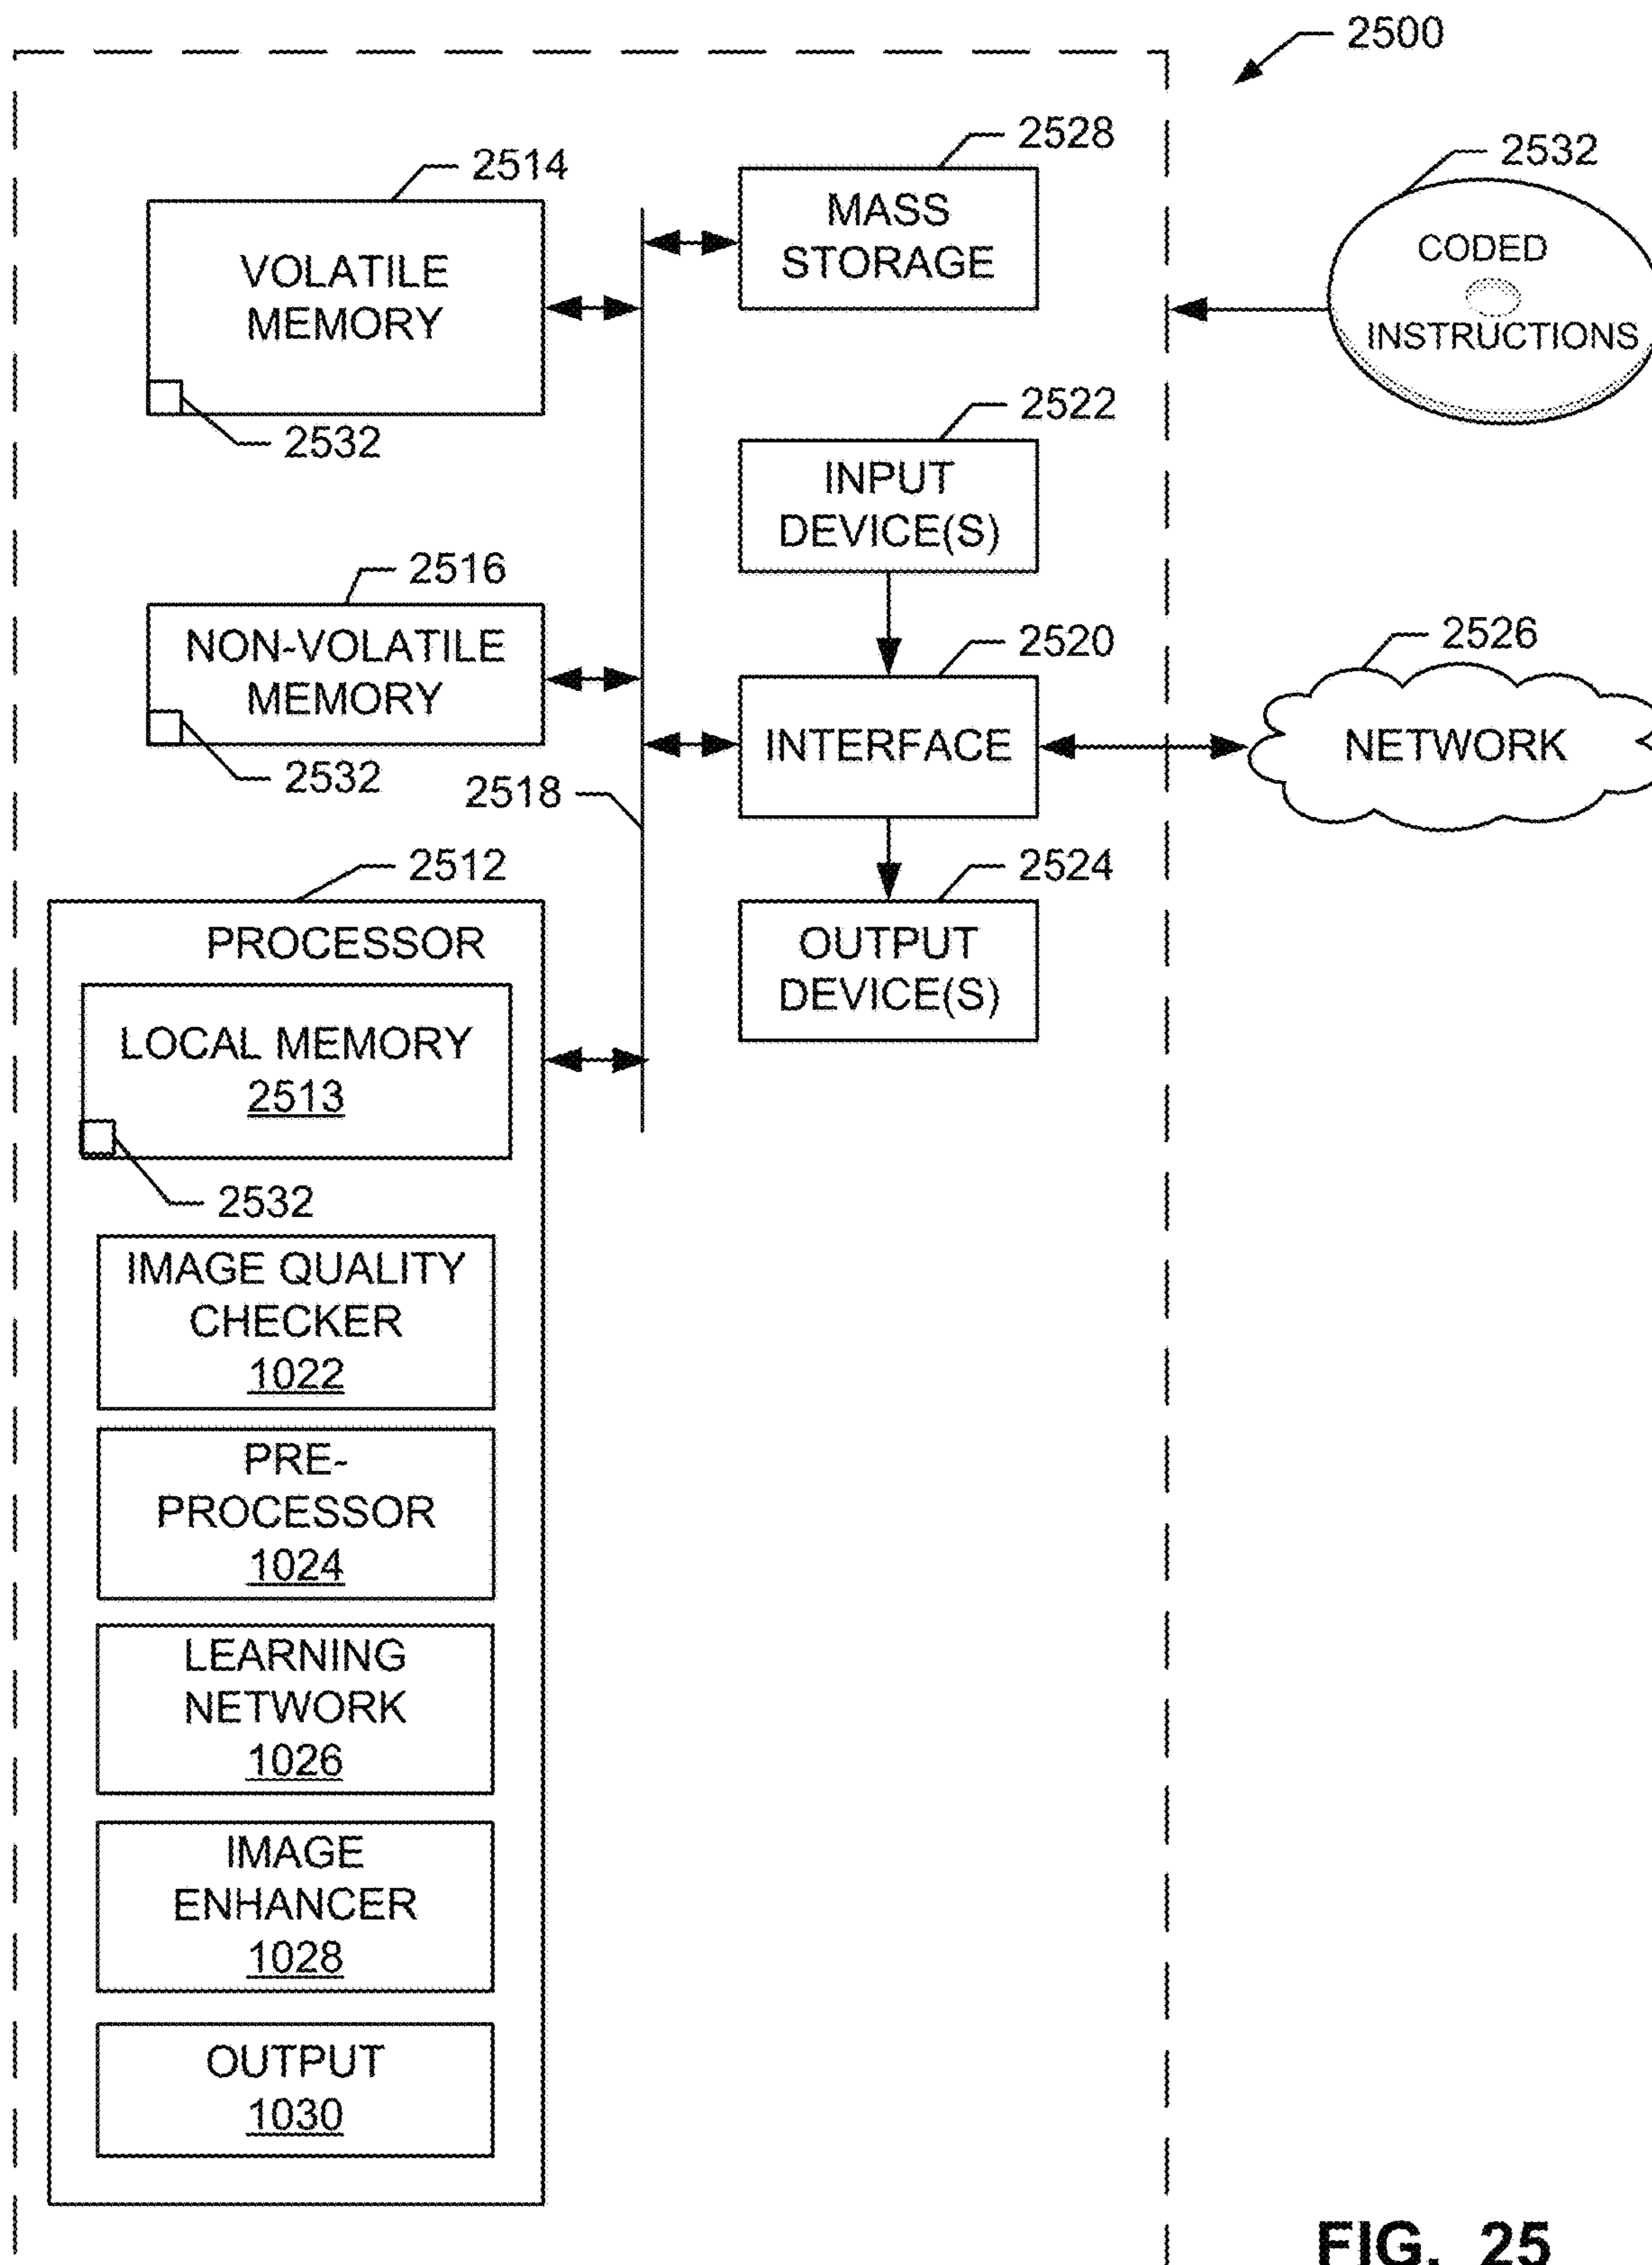 2500
2528
2532
2514
MASS
STORAGE
CODED
INSTRUCTIONS
VOLATILE
MEMORY
2532
2522
INPUT
DEVICE(S)
2516
NON-VOLATILE
MEMORY
2532
2520
INTERFACE
2526
NETWORK
2518
2512
2524
PROCESSOR
OUTPUT
DEVICE(S)
LOCAL MEMORY
2513
2532
IMAGE QUALITY
CHECKER
1022
PRE-
PROCESSOR
1024
LEARNING
NETWORK
1026
IMAGE
ENHANCER
1028
OUTPUT
1030
FIG. 25